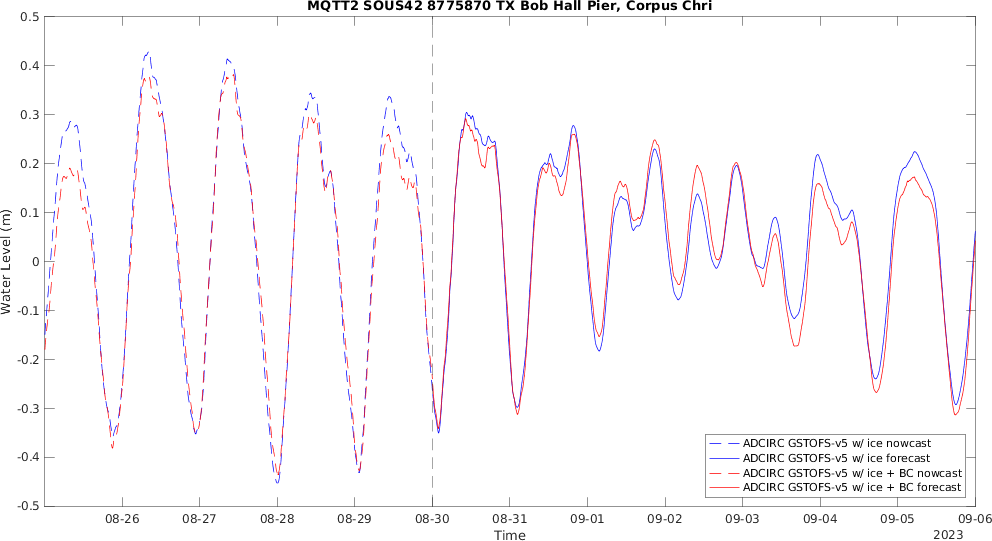 MQTT2 SOUS42 8775870 TX Bob Hall Pier, Corpus Chri
Water Level (m)
0.5
0.4
0.3
0.2
0.1
0
-0.1
-0.2
-0.3
-0.4
-0.5
08-26 08-27 08-28 08-29 08-30 08-31 09-01 09-02 09-03 09-04 09-05 09-06
Time
2023
ADCIRC GSTOFS-v5 w/ ice nowcast
ADCIRC GSTOFS-v5 w/ ice forecast
ADCIRC GSTOFS-v5 w/ ice + BC nowcast
ADCIRC GSTOFS-v5 w/ ice + BC forecast